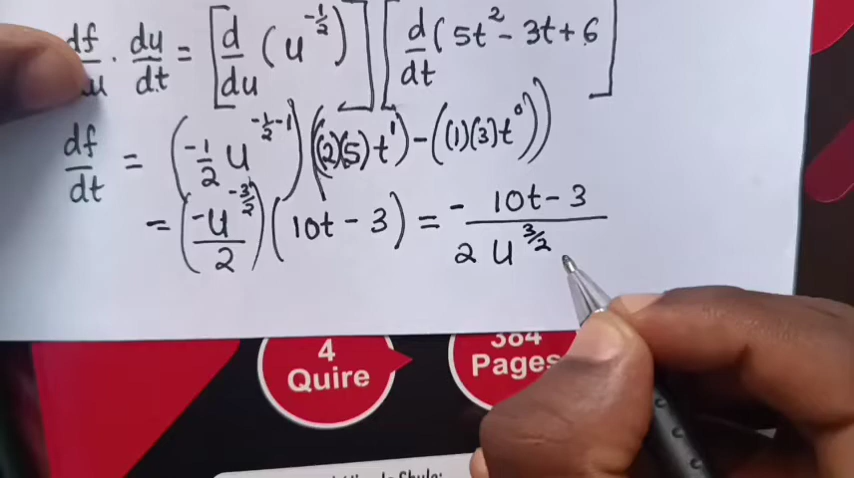 df/du · du/dt = [d/du (u^{-1/2})] [d/dt (5t² - 3t + 6]
df/dt = (-1/2 u^{-1/2-1}) ((2)(5)t¹) - ((1)(3)t⁰))
= (-u^{-3/2}/2) (10t - 3) = - 10t - 3 / 2u^{3/2}
4
Quire
384
Pages